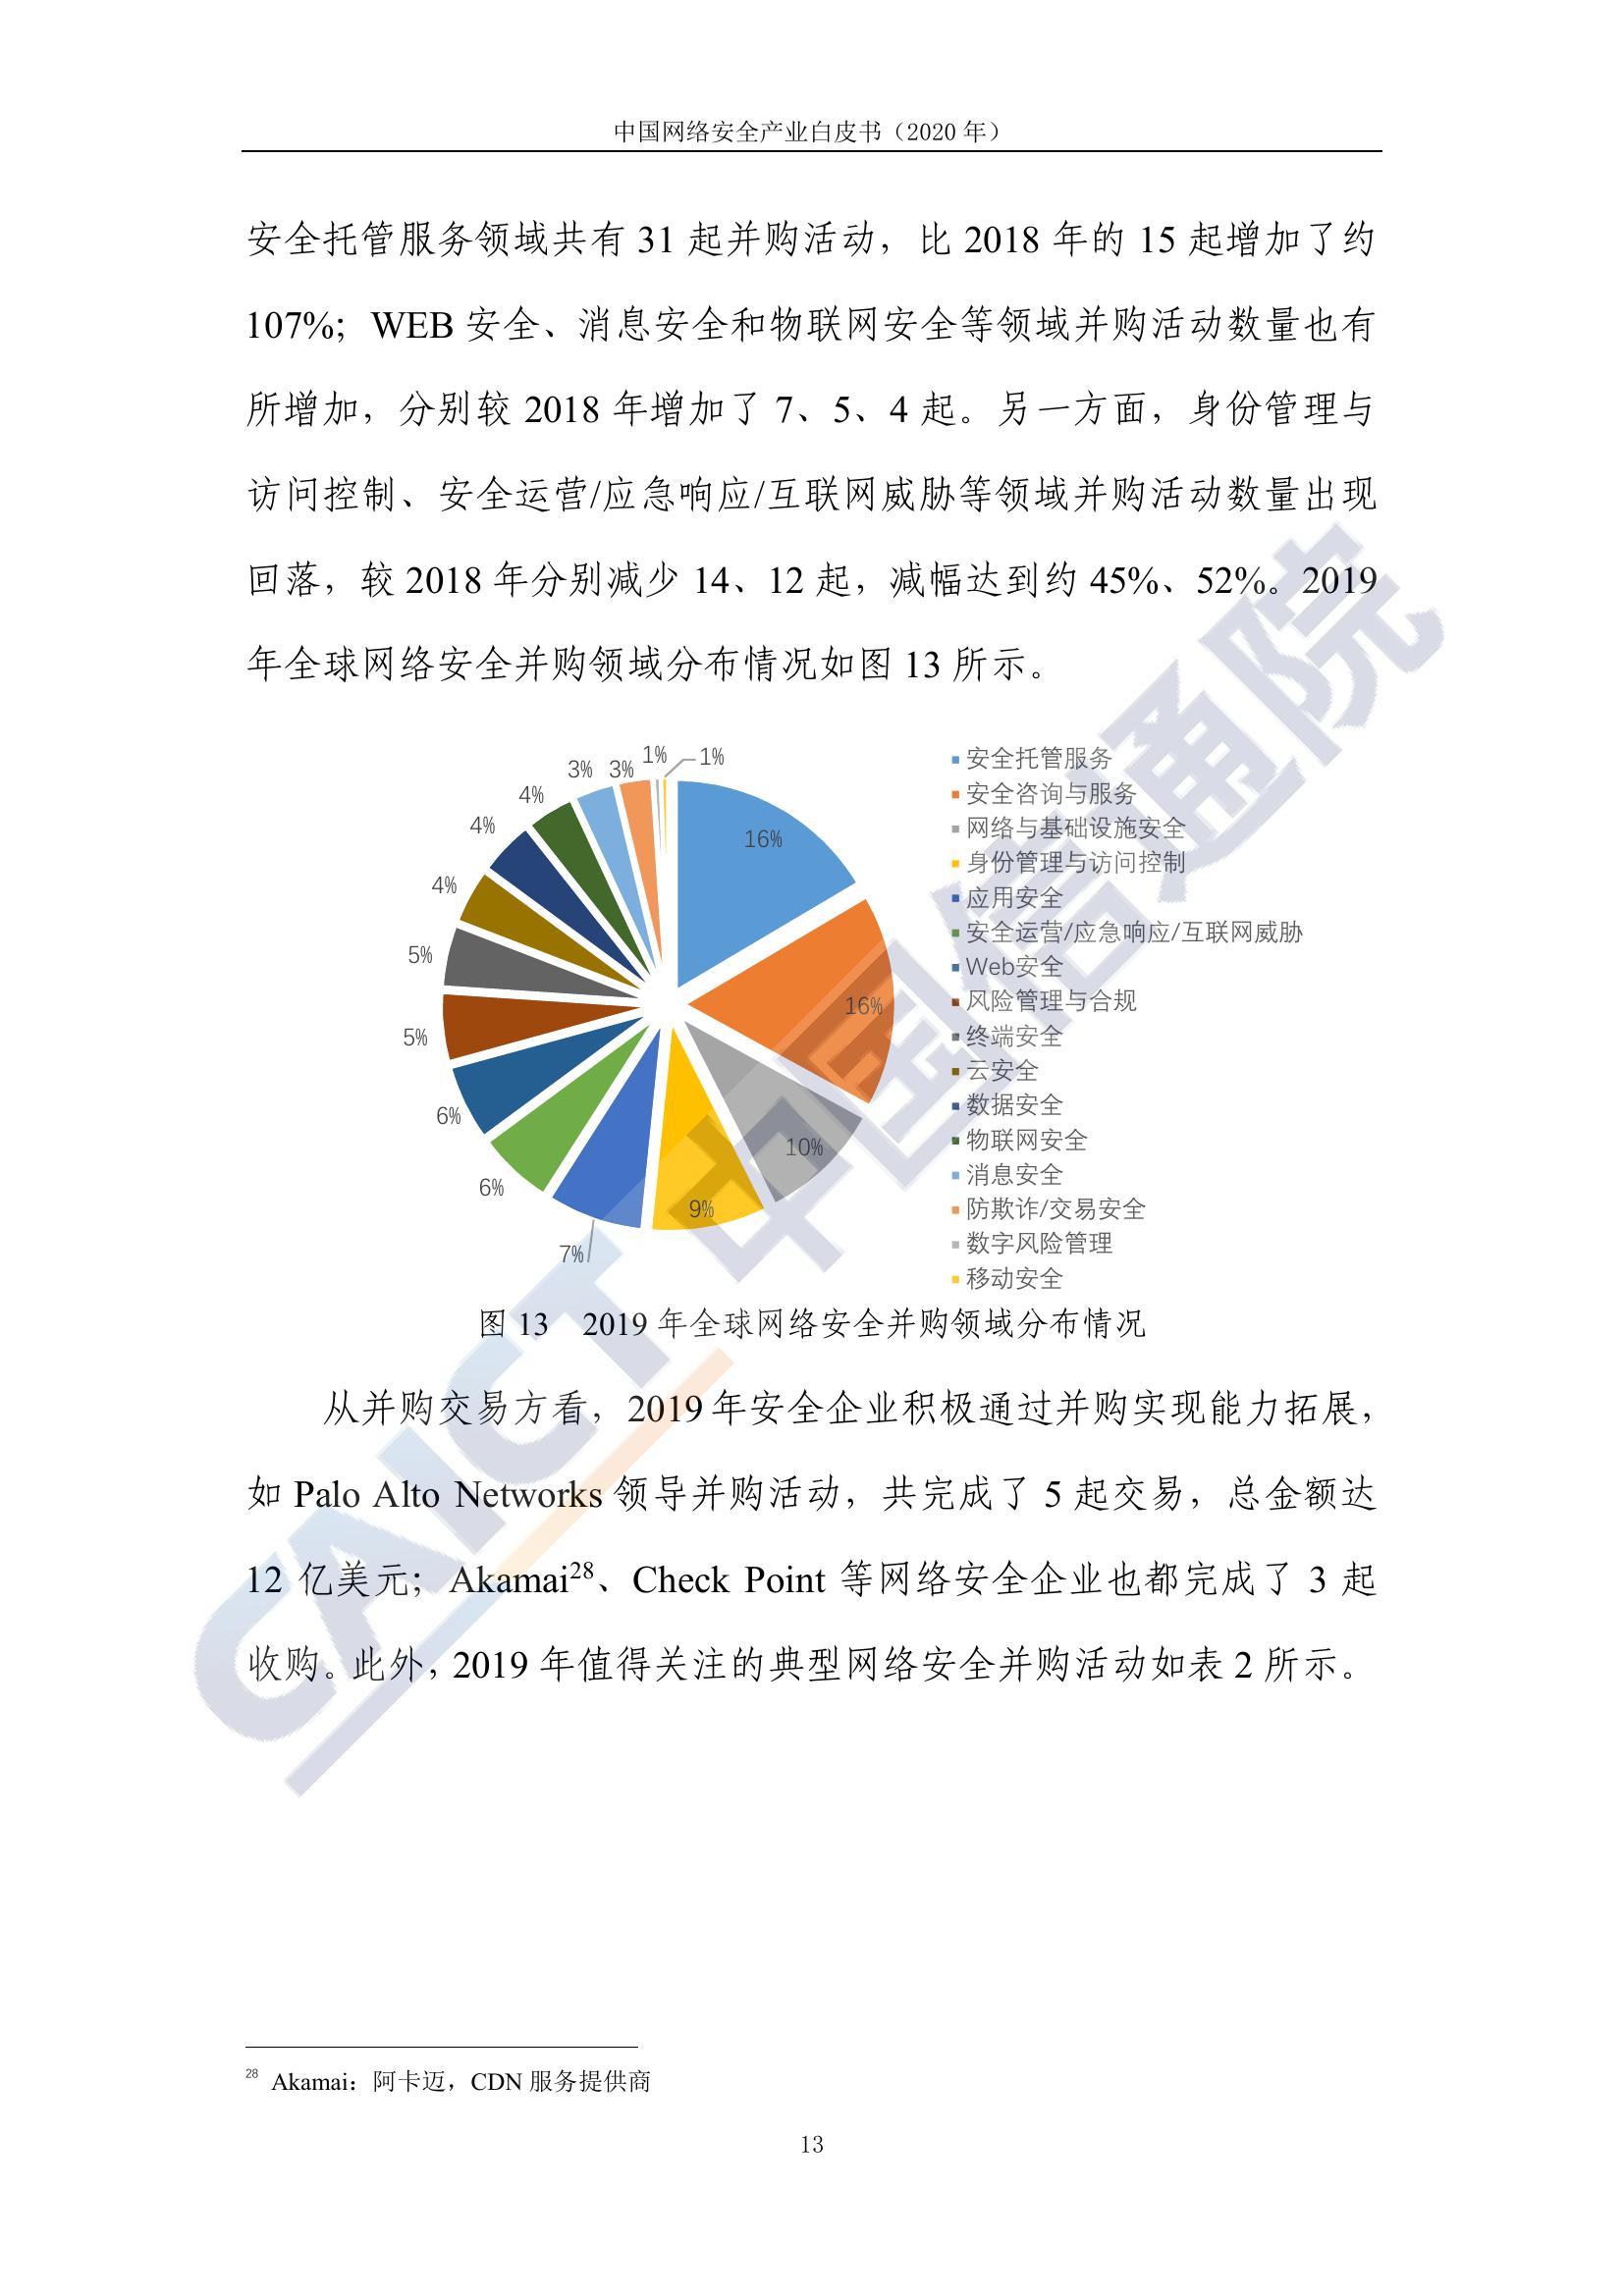 中国网络安全产业白皮书（2020 年）
安全托管服务领域共有 31 起并购活动，比 2018 年的 15 起增加了约
107%；WEB 安全、消息安全和物联网安全等领域并购活动数量也有
所增加，分别较 2018 年增加了 7、5、4 起。另一方面，身份管理与
访问控制、安全运营/应急响应/互联网威胁等领域并购活动数量出现
回落，较 2018 年分别减少 14、12 起，减幅达到约 45%、52%。2019
年全球网络安全并购领域分布情况如图 13 所示。
16%
16%
10%
9%
7%
6%
6%
5%
5%
4%
4%
4%
3%
3%
1%
1%
安全托管服务
安全咨询与服务
网络与基础设施安全
身份管理与访问控制
应用安全
安全运营/应急响应/互联网威胁
Web安全
风险管理与合规
终端安全
云安全
数据安全
物联网安全
消息安全
防欺诈/交易安全
数字风险管理
移动安全
图 13 2019 年全球网络安全并购领域分布情况
从并购交易方看，2019 年安全企业积极通过并购实现能力拓展，
如 Palo Alto Networks 领导并购活动，共完成了 5 起交易，总金额达
12 亿美元；Akamai28、Check Point 等网络安全企业也都完成了 3 起
收购。此外，2019 年值得关注的典型网络安全并购活动如表 2 所示。
28 Akamai：阿卡迈，CDN 服务提供商
13
CAICT 中国信通院